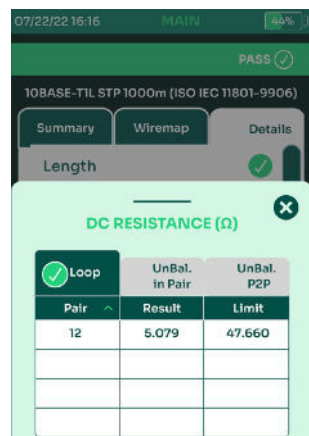 07/22/22 16:16 MAIN 44%
PASS
10BASE-T1L STP 1000m (ISO IEC 11801-9906)
Summary Wiremap Details
Length
DC RESISTANCE (Ω)
Loop UnBal. in Pair UnBal. P2P
Pair Result Limit
12 5.079 47.660